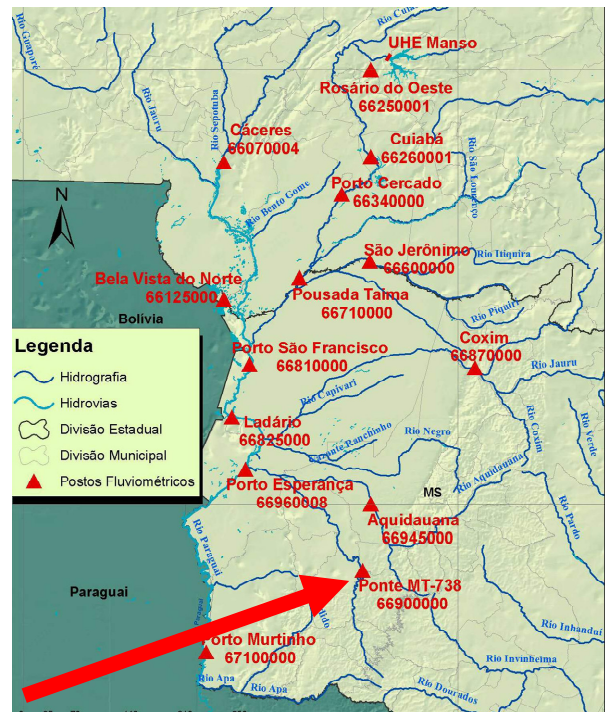 Rio Guaporé
Rio Cuiabá
UHE Manso
Rosário do Oeste
66250001
Rio Jauru
Rio Sepotuba
Cáceres
66070004
Cuiabá
66260001
Rio São Lourenço
Porto Cercado
66340000
N
Rio Bento Gome
São Jerônimo
66600000
Rio Itiquira
Bela Vista do Norte
66125000
Pousada Taima
66710000
Rio Piquiri
Bolívia
Coxim
66870000
Legenda
Hidrografia
Hidrovias
Divisão Estadual
Divisão Municipal
Postos Fluviométricos
Porto São Francisco
66810000
Rio Jauru
Rio Capivari
Ladário
66825000
Rio Negro
Rio Coxim
Rio Verde
Rio Aquidauana
MS
Porto Esperança
66960008
Aquidauana
66945000
Rio Pardo
Rio Paraguai
Ponte MT-738
66900000
Paraguai
Paraguai
Rio Inhanduí
Porto Murtinho
67100000
Rio Invinheima
Rio Apa
Rio Apa
Rio Dourados